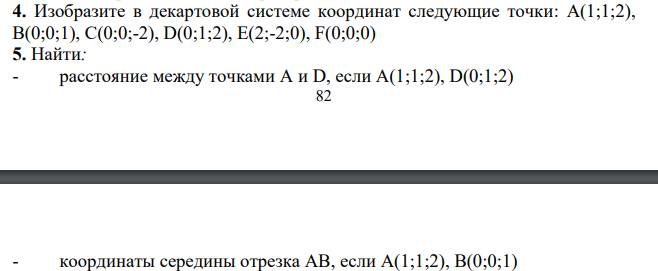 4. Изобразите в декартовой системе координат следующие точки: A(1;1;2),
B(0;0;1), C(0;0;-2), D(0;1;2), E(2;-2;0), F(0;0;0)
5. Найти:
- расстояние между точками A и D, если A(1;1;2), D(0;1;2)
82
- координаты середины отрезка AB, если A(1;1;2), B(0;0;1)